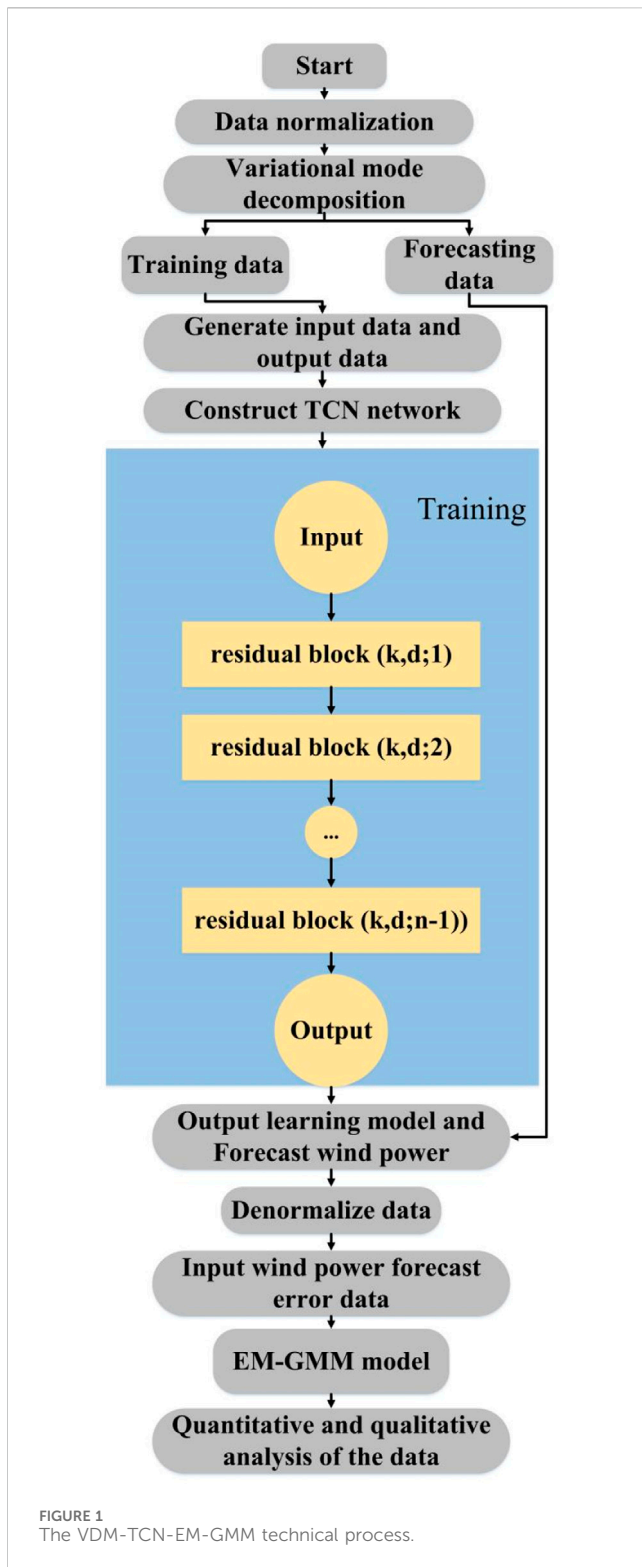 Start
Data normalization
Variational mode
decomposition
Training data
Forecasting
data
Generate input data and
output data
Construct TCN network
Training
Input
residual block (k,d;1)
residual block (k,d;2)
...
residual block (k,d;n-1))
Output
Output learning model and
Forecast wind power
Denormalize data
Input wind power forecast
error data
EM-GMM model
Quantitative and qualitative
analysis of the data
FIGURE 1
The VDM-TCN-EM-GMM technical process.